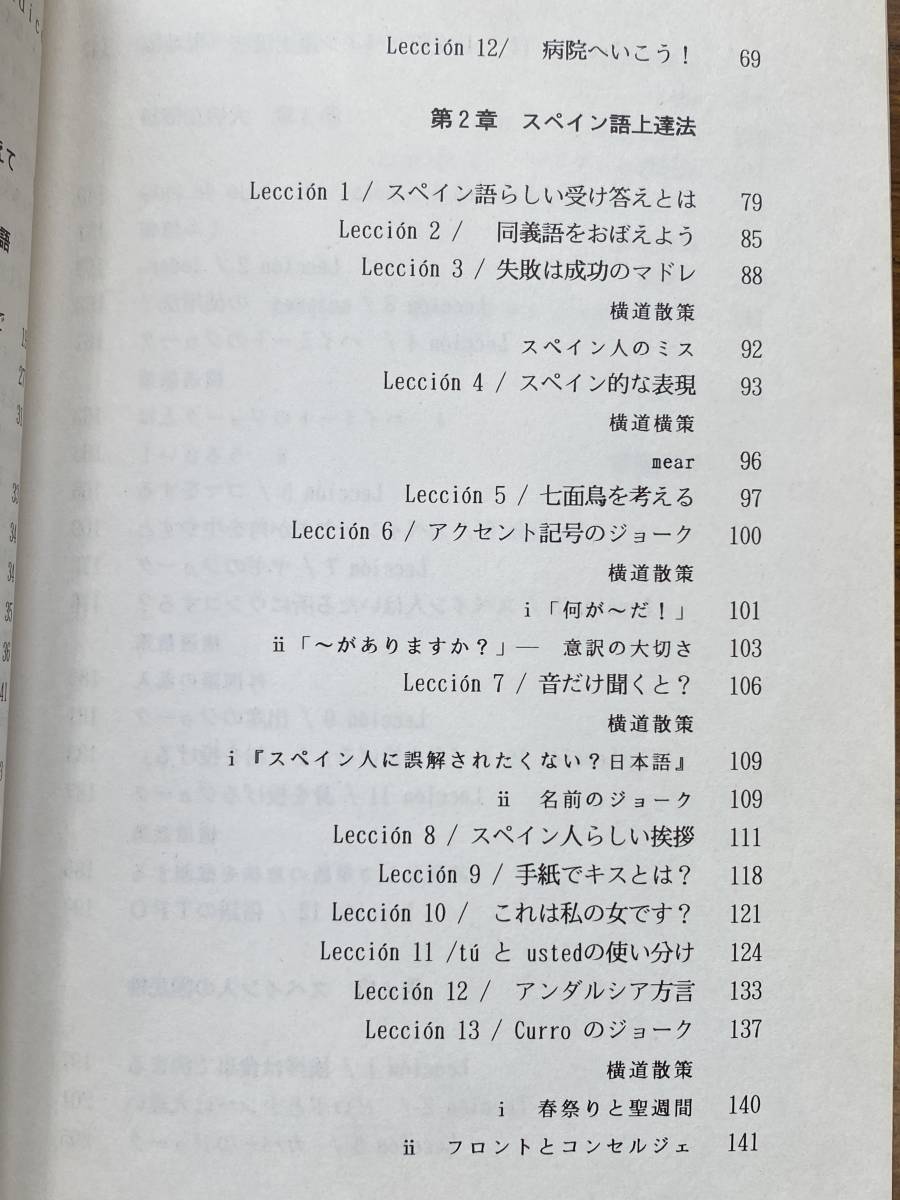 Lección 12/ 病院へいこう! 69
第2章 スペイン語上達法
Lección 1 / スペイン語らしい受け答えとは 79
Lección 2 / 同義語をおぼえよう 85
Lección 3 / 失敗は成功のマドレ 88
横道散策
スペイン人のミス 92
Lección 4 / スペイン的な表現 93
横道横策
mear 96
Lección 5 / 七面鳥を考える 97
Lección 6 / アクセント記号のジョーク 100
横道散策
ⅰ「何が〜だ!」 101
ⅱ「〜がありますか?」― 意訳の大切さ 103
Lección 7 / 音だけ聞くと? 106
横道散策
ⅰ『スペイン人に誤解されたくない?日本語』 109
ⅱ 名前のジョーク 109
Lección 8 / スペイン人らしい挨拶 111
Lección 9 / 手紙でキスとは? 118
Lección 10 / これは私の女です? 121
Lección 11 /tú と ustedの使い分け 124
Lección 12 / アンダルシア方言 133
Lección 13 / Curro のジョーク 137
横道散策
ⅰ 春祭りと聖週間 140
ⅱ フロントとコンセルジェ 141